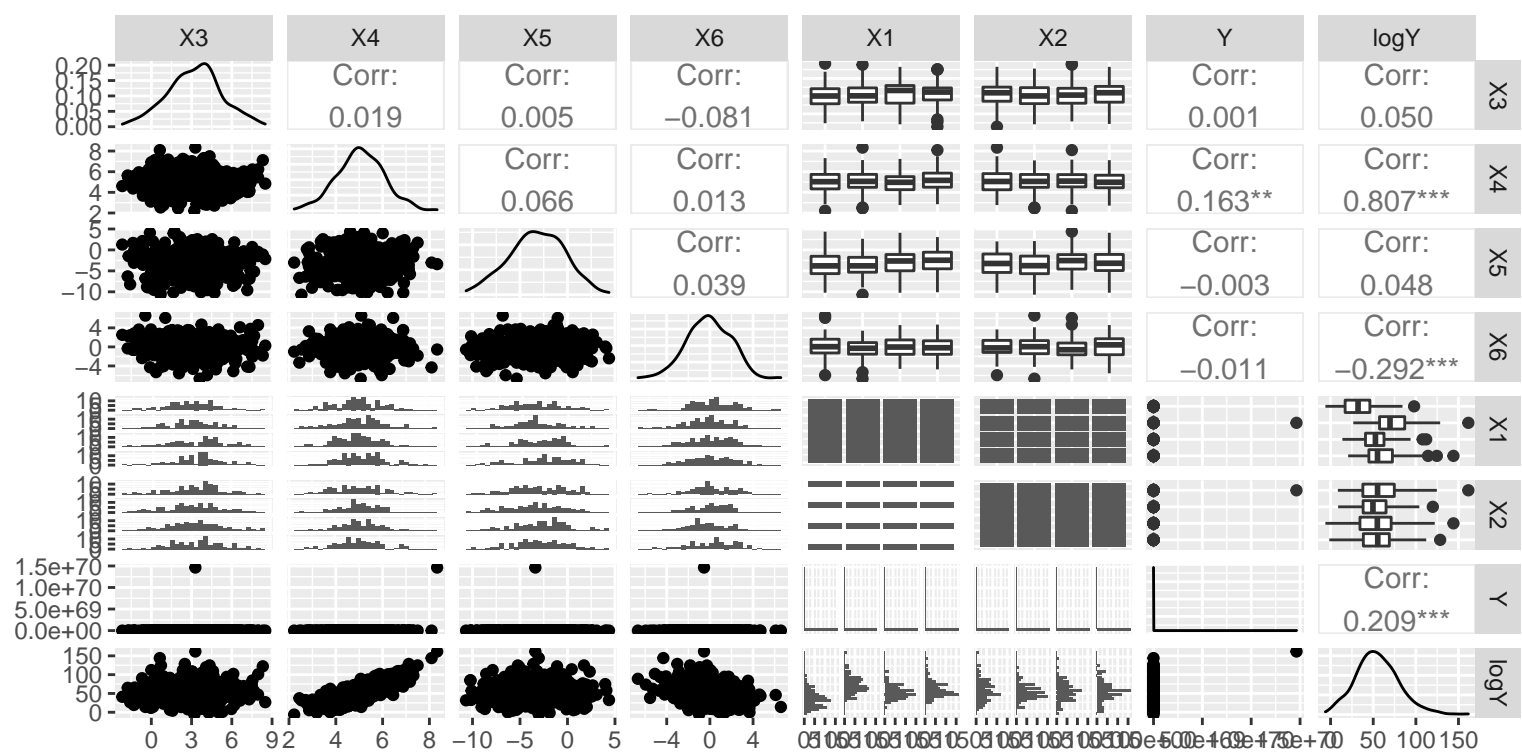 X3 X4 X5 X6 X1 X2 Y logY
0.20
0.15
0.10
0.05
0.00
Corr:
0.019
Corr:
0.005
Corr:
−0.081
Corr:
0.001
Corr:
0.050
X3
8
6
4
2
Corr:
0.066
Corr:
0.013
Corr:
0.163**
Corr:
0.807***
X4
5
0
−5
−10
Corr:
0.039
Corr:
−0.003
Corr:
0.048
X5
4
0
−4
Corr:
−0.011
Corr:
−0.292***
X6
X1
X2
1.5e+70
1.0e+70
5.0e+69
0.0e+00
Corr:
0.209***
Y
150
100
50
0
logY
0 3 6 9 2 4 6 8 −10 −5 0 5 −4 0 4 0 50 100 150